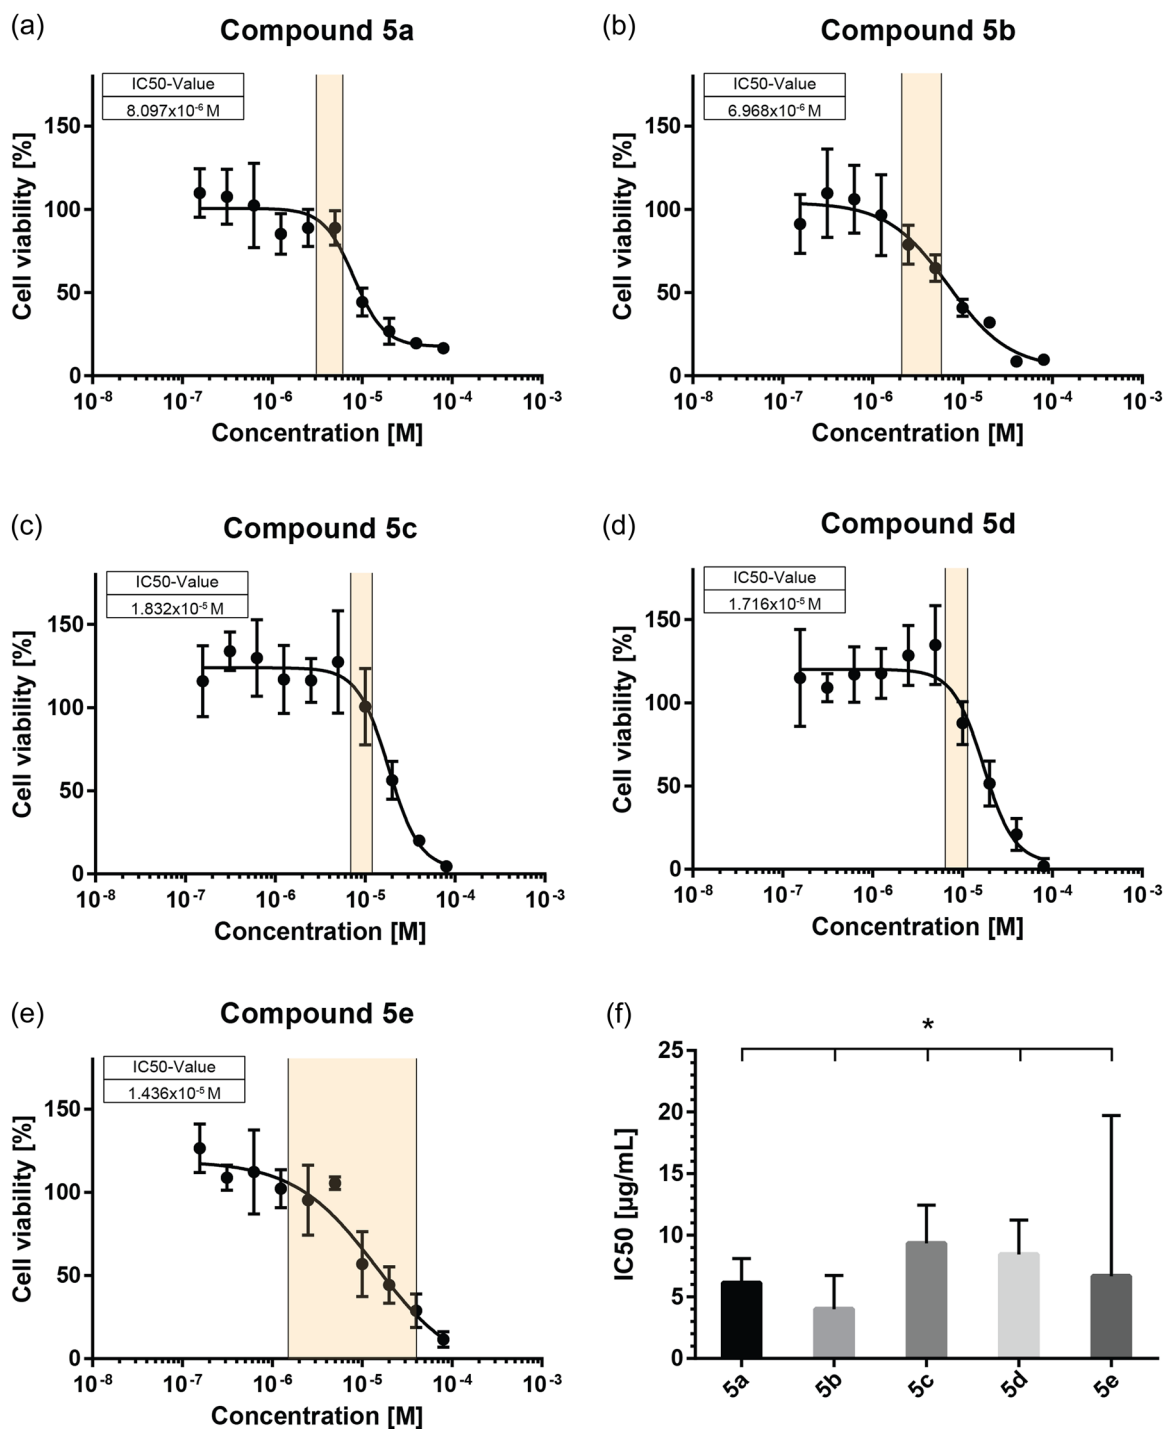 (a)
Compound 5a
IC50-Value
8.097x10⁻⁶ M
Cell viability [%]
150
100
50
0
10⁻⁸ 10⁻⁷ 10⁻⁶ 10⁻⁵ 10⁻⁴ 10⁻³
Concentration [M]
(b)
Compound 5b
IC50-Value
6.968x10⁻⁶ M
Cell viability [%]
150
100
50
0
10⁻⁸ 10⁻⁷ 10⁻⁶ 10⁻⁵ 10⁻⁴ 10⁻³
Concentration [M]
(c)
Compound 5c
IC50-Value
1.832x10⁻⁵ M
Cell viability [%]
150
100
50
0
10⁻⁸ 10⁻⁷ 10⁻⁶ 10⁻⁵ 10⁻⁴ 10⁻³
Concentration [M]
(d)
Compound 5d
IC50-Value
1.716x10⁻⁵ M
Cell viability [%]
150
100
50
0
10⁻⁸ 10⁻⁷ 10⁻⁶ 10⁻⁵ 10⁻⁴ 10⁻³
Concentration [M]
(e)
Compound 5e
IC50-Value
1.436x10⁻⁵ M
Cell viability [%]
150
100
50
0
10⁻⁸ 10⁻⁷ 10⁻⁶ 10⁻⁵ 10⁻⁴ 10⁻³
Concentration [M]
(f)
*
IC50 [µg/mL]
25
20
15
10
5
0
5a 5b 5c 5d 5e